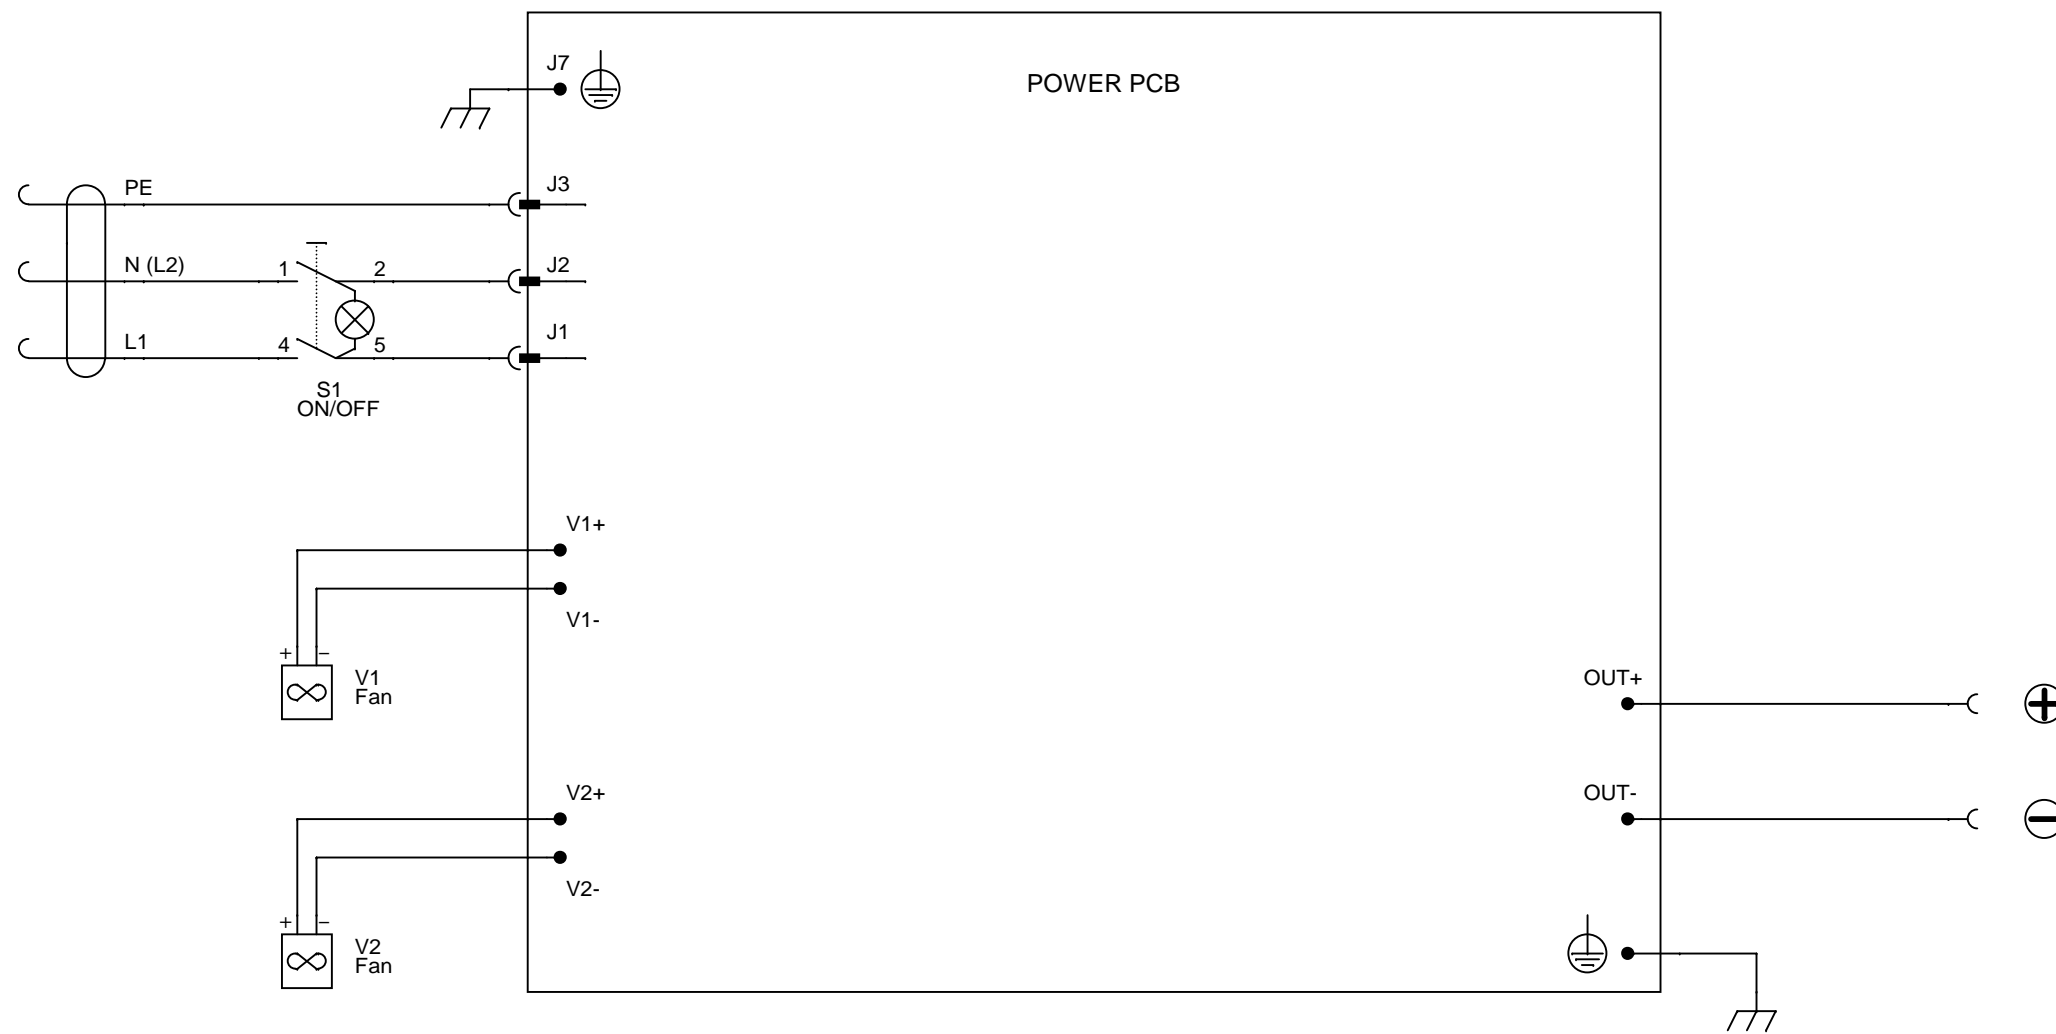 J7
POWER PCB
PE
J3
N (L2)
1
2
J2
L1
4
5
J1
S1
ON/OFF
V1+
V1-
+ −
V1
Fan
OUT+
V2+
OUT-
V2-
+ −
V2
Fan